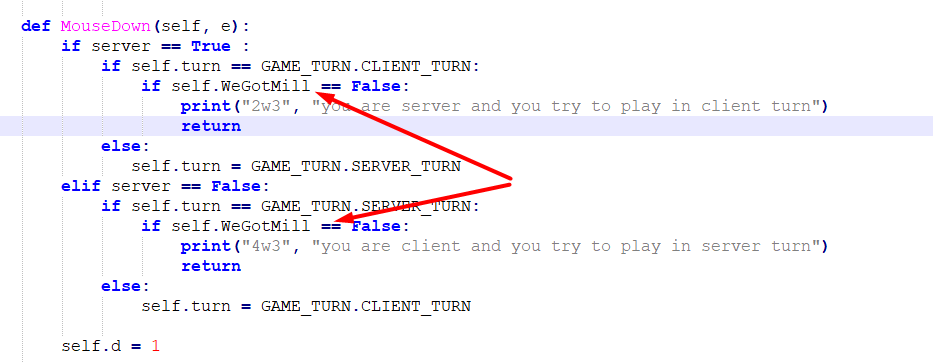 def MouseDown(self, e):
    if server == True :
        if self.turn == GAME_TURN.CLIENT_TURN:
            if self.WeGotMill == False:
                print("2w3", "you are server and you try to play in client turn")
                return
        else:
           self.turn = GAME_TURN.SERVER_TURN
    elif server == False:
        if self.turn == GAME_TURN.SERVER_TURN:
            if self.WeGotMill == False:
                print("4w3", "you are client and you try to play in server turn")
                return
        else:
            self.turn = GAME_TURN.CLIENT_TURN
    self.d = 1